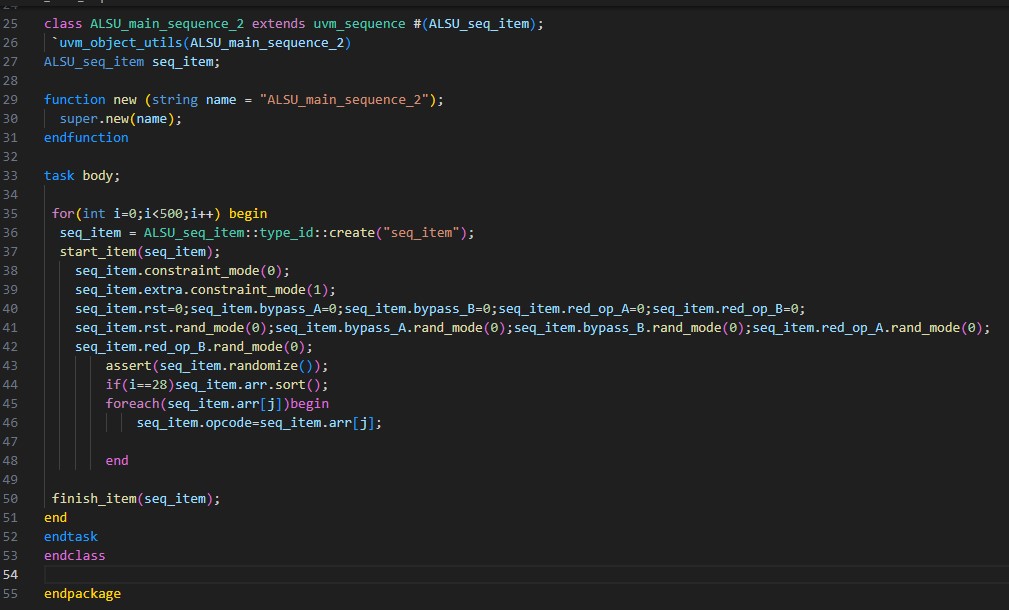 25 class ALSU_main_sequence_2 extends uvm_sequence #(ALSU_seq_item);
26 `uvm_object_utils(ALSU_main_sequence_2)
27 ALSU_seq_item seq_item;
28
29 function new (string name = "ALSU_main_sequence_2");
30 super.new(name);
31 endfunction
32
33 task body;
34
35 for(int i=0;i<500;i++) begin
36 seq_item = ALSU_seq_item::type_id::create("seq_item");
37 start_item(seq_item);
38 seq_item.constraint_mode(0);
39 seq_item.extra.constraint_mode(1);
40 seq_item.rst=0;seq_item.bypass_A=0;seq_item.bypass_B=0;seq_item.red_op_A=0;seq_item.red_op_B=0;
41 seq_item.rst.rand_mode(0);seq_item.bypass_A.rand_mode(0);seq_item.bypass_B.rand_mode(0);seq_item.red_op_A.rand_mode(0);
42 seq_item.red_op_B.rand_mode(0);
43 assert(seq_item.randomize());
44 if(i==28)seq_item.arr.sort();
45 foreach(seq_item.arr[j])begin
46 seq_item.opcode=seq_item.arr[j];
47
48 end
49
50 finish_item(seq_item);
51 end
52 endtask
53 endclass
54
55 endpackage